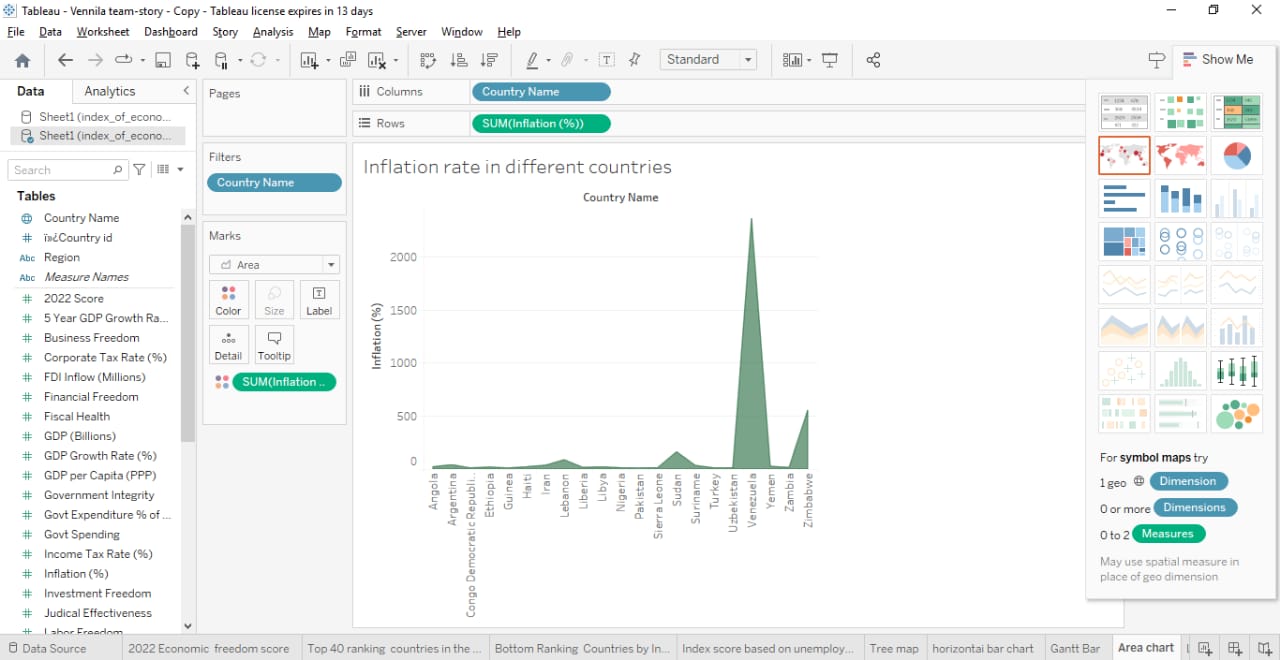 Tableau - Vennila team-story - Copy - Tableau license expires in 13 days
File Data Worksheet Dashboard Story Analysis Map Format Server Window Help
Standard
Show Me
Data Analytics
Sheet1 (index_of_econo...
Sheet1 (index_of_econo...
Search
Tables
Country Name
ï»¿Country id
Abc Region
Abc Measure Names
2022 Score
5 Year GDP Growth Ra...
Business Freedom
Corporate Tax Rate (%)
FDI Inflow (Millions)
Financial Freedom
Fiscal Health
GDP (Billions)
GDP Growth Rate (%)
GDP per Capita (PPP)
Government Integrity
Govt Expenditure % of ...
Govt Spending
Income Tax Rate (%)
Inflation (%)
Investment Freedom
Judicial Effectiveness
Labor Freedom
Pages
Filters
Country Name
Marks
Area
Color Size Label
Detail Tooltip
SUM(Inflation ..
Columns Country Name
Rows SUM(Inflation (%))
Inflation rate in different countries
Country Name
Inflation (%)
2000
1500
1000
500
0
Angola
Argentina
Congo Democratic Republi..
Ethiopia
Guinea
Haiti
Iran
Lebanon
Liberia
Libya
Nigeria
Pakistan
Sierra Leone
Sudan
Suriname
Turkey
Uzbekistan
Venezuela
Yemen
Zambia
Zimbabwe
For symbol maps try
1 geo Dimension
0 or more Dimensions
0 to 2 Measures
May use spatial measure in
place of geo dimension
Data Source 2022 Economic freedom score Top 40 ranking countries in the ... Bottom Ranking Countries by In... Index score based on unemploy... Tree map horizontai bar chart Gantt Bar Area chart